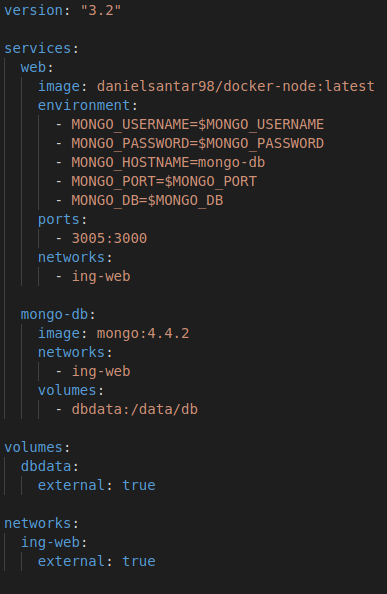 version: "3.2"

services:
  web:
    image: danielsantar98/docker-node:latest
    environment:
      - MONGO_USERNAME=$MONGO_USERNAME
      - MONGO_PASSWORD=$MONGO_PASSWORD
      - MONGO_HOSTNAME=mongo-db
      - MONGO_PORT=$MONGO_PORT
      - MONGO_DB=$MONGO_DB
    ports:
      - 3005:3000
    networks:
      - ing-web

  mongo-db:
    image: mongo:4.4.2
    networks:
      - ing-web
    volumes:
      - dbdata:/data/db

volumes:
  dbdata:
    external: true

networks:
  ing-web:
    external: true